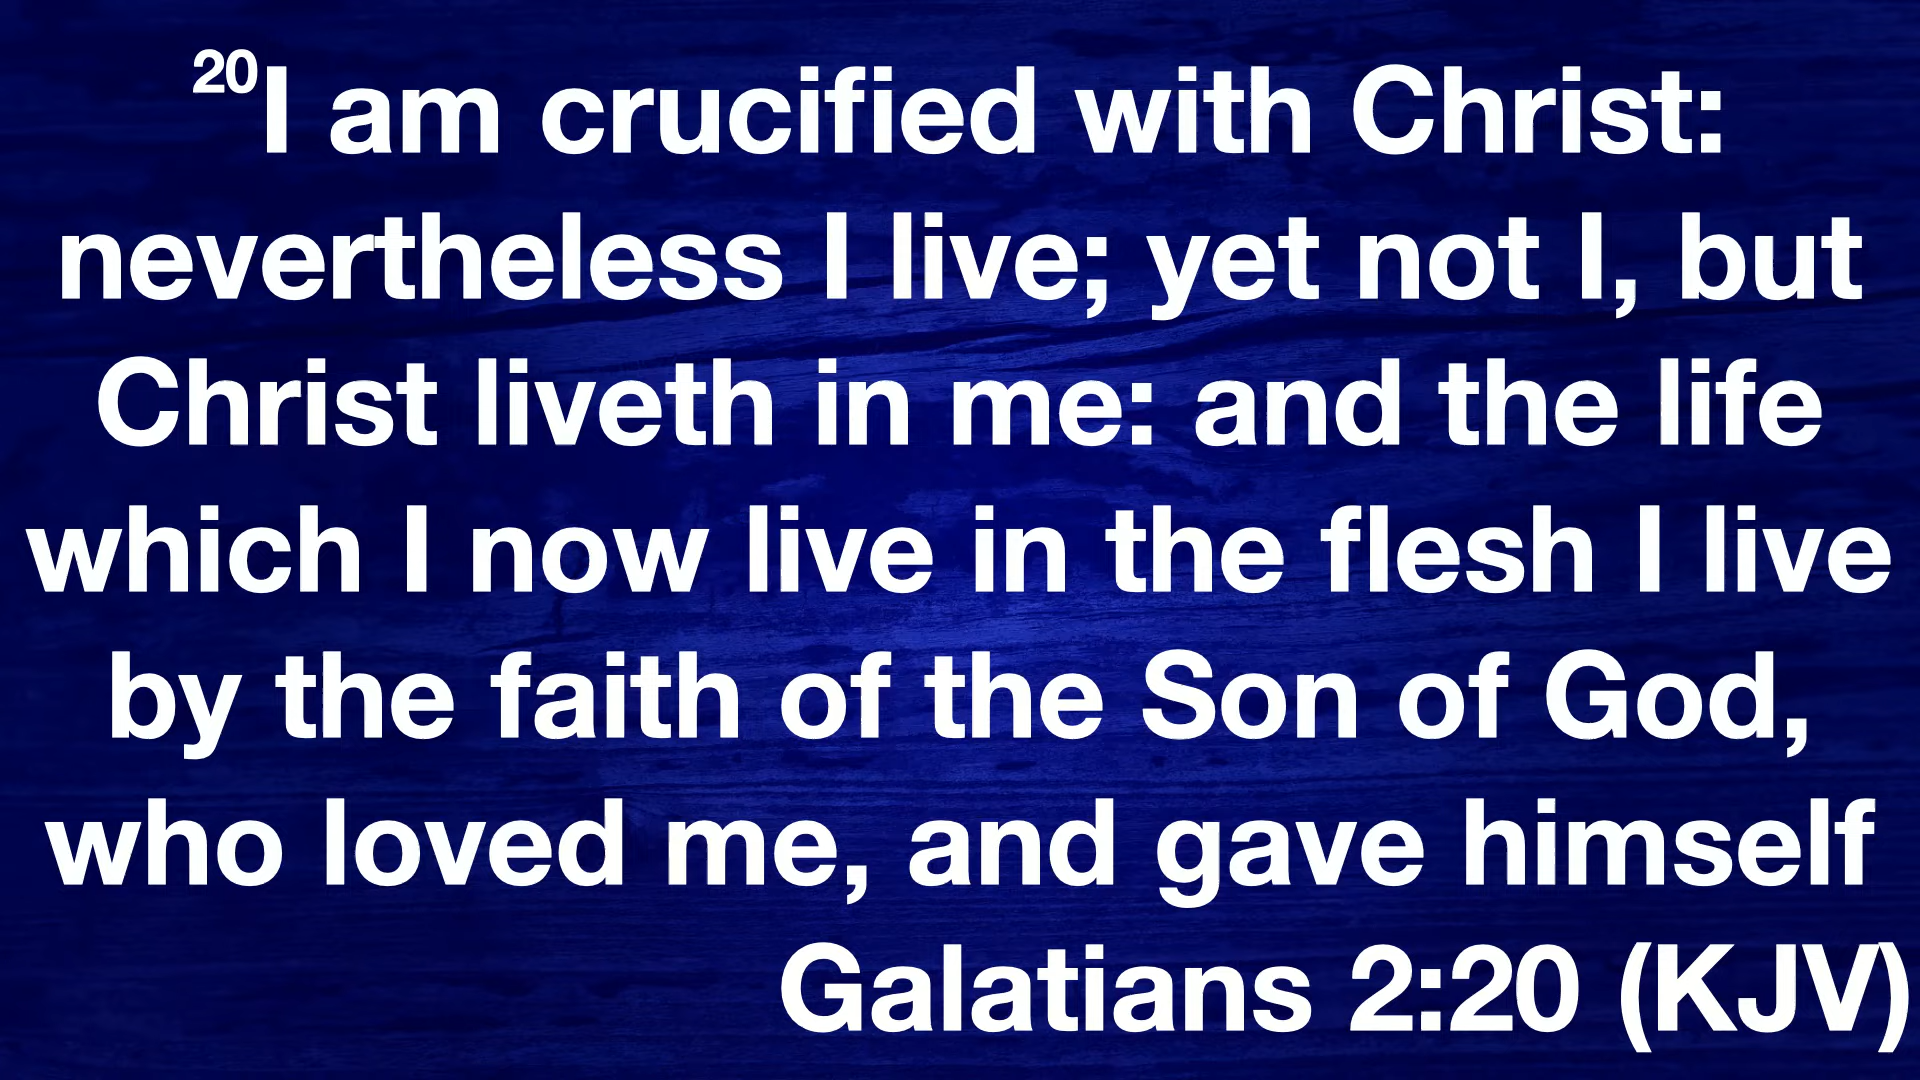 20I am crucified with Christ:
nevertheless I live; yet not I, but
Christ liveth in me: and the life
which I now live in the flesh I live
by the faith of the Son of God,
who loved me, and gave himself
Galatians 2:20 (KJV)